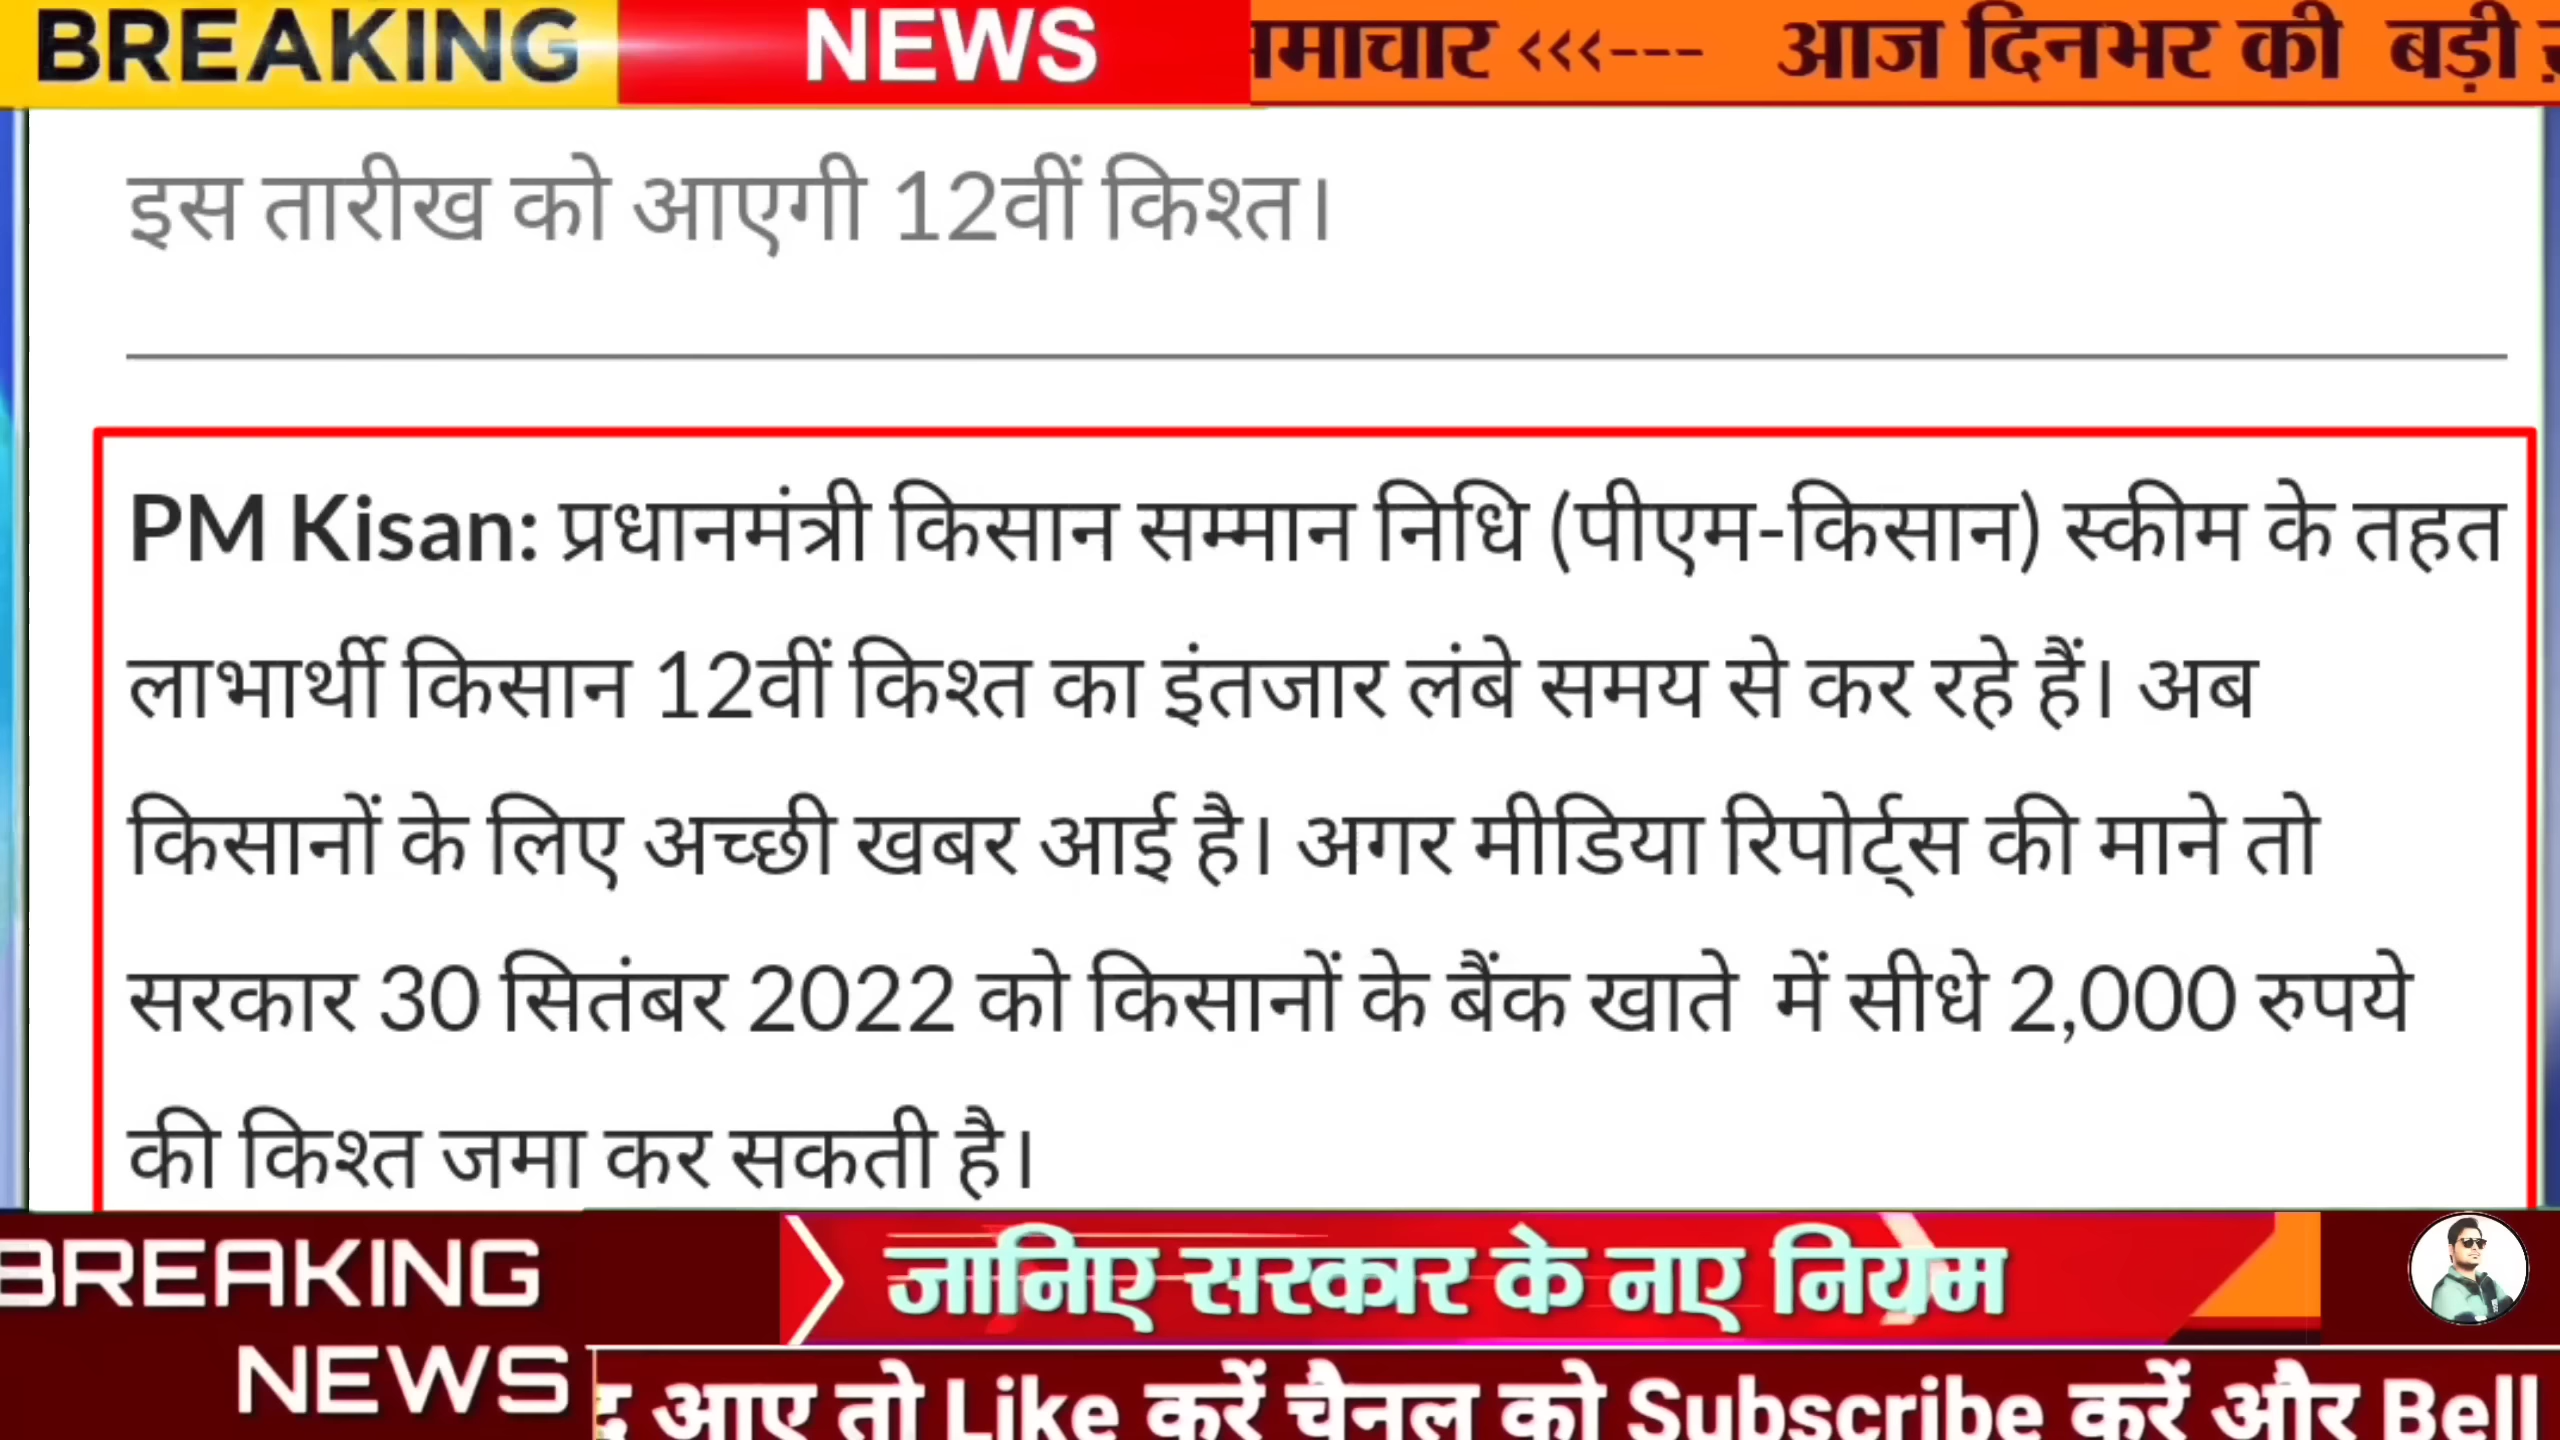 BREAKING NEWS
<<<--- आज दिनभर की बड़ी
इस तारीख को आएगी 12वीं किश्त।
PM Kisan: प्रधानमंत्री किसान सम्मान निधि (पीएम-किसान) स्कीम के तहत
लाभार्थी किसान 12वीं किश्त का इंतजार लंबे समय से कर रहे हैं। अब
किसानों के लिए अच्छी खबर आई है। अगर मीडिया रिपोर्ट्स की माने तो
सरकार 30 सितंबर 2022 को किसानों के बैंक खाते में सीधे 2,000 रुपये
की किश्त जमा कर सकती है।
BREAKING
NEWS
जानिए सरकार के नए नियम
आए तो Like करें चैनल को Subscribe करें और Bell